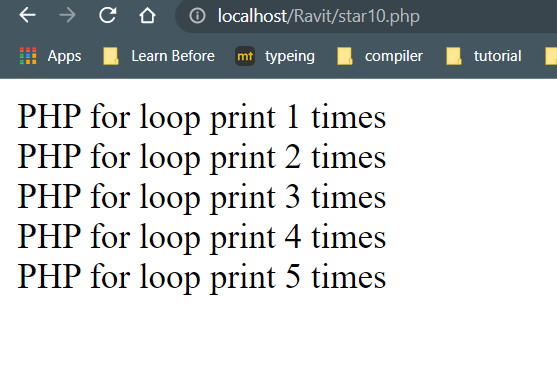 localhost/Ravit/star10.php
Apps Learn Before mt typeing compiler tutorial
PHP for loop print 1 times
PHP for loop print 2 times
PHP for loop print 3 times
PHP for loop print 4 times
PHP for loop print 5 times